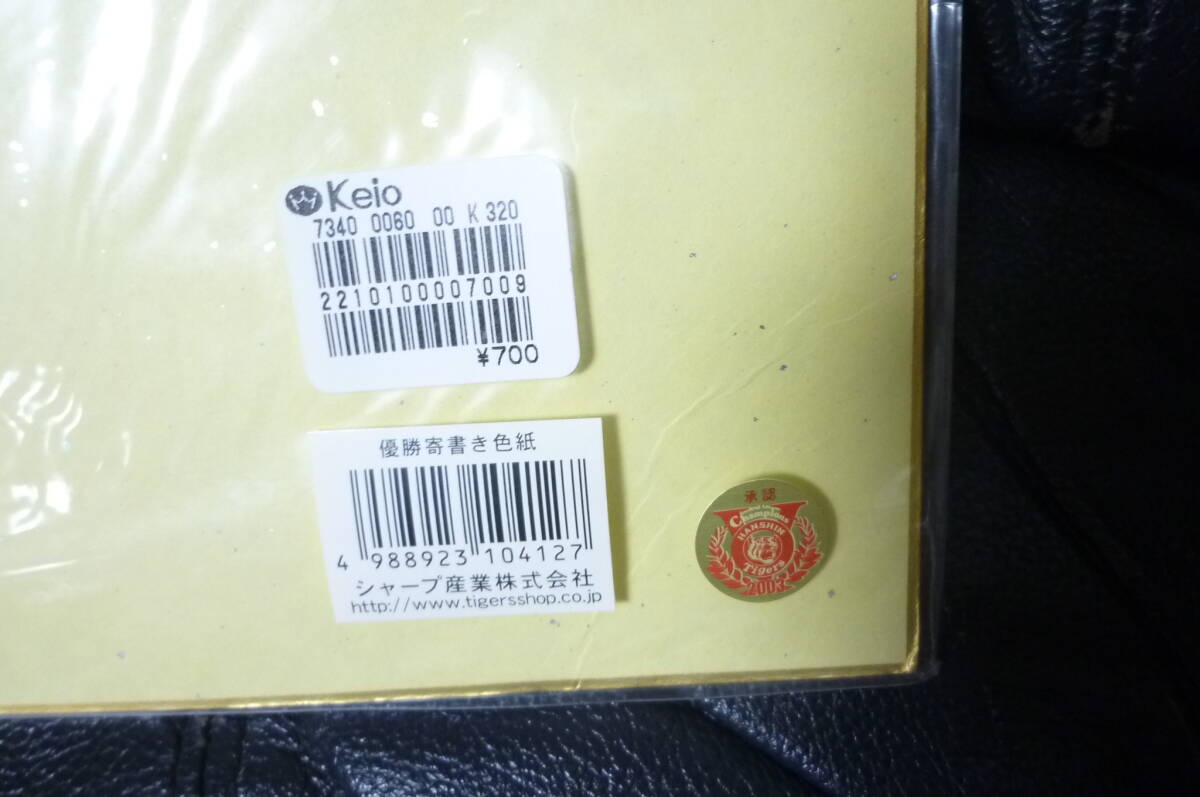 Keio
7340 0060 00 K 320
2210100007009
¥700
優勝寄書き色紙
4 988923 104127
シャープ産業株式会社
http://www.tigersshop.co.jp
承認
Champions
HANSHIN
Tigers
2003